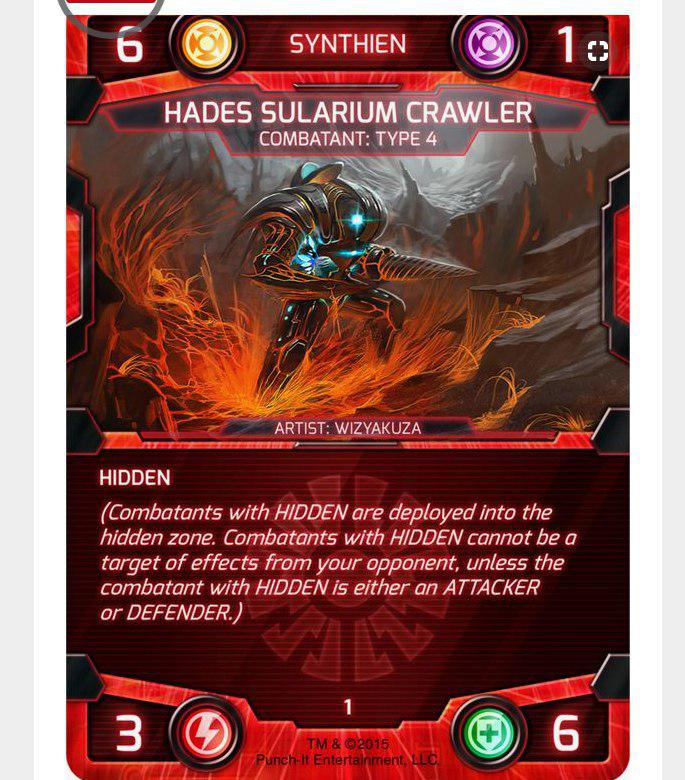 6 SYNTHIEN 1
HADES SULARIUM CRAWLER
COMBATANT: TYPE 4
ARTIST: WIZYAKUZA
HIDDEN
(Combatants with HIDDEN are deployed into the
hidden zone. Combatants with HIDDEN cannot be a
target of effects from your opponent, unless the
combatant with HIDDEN is either an ATTACKER
or DEFENDER.)
1
3 6
TM & ©2015
Punch-It Entertainment, LLC.